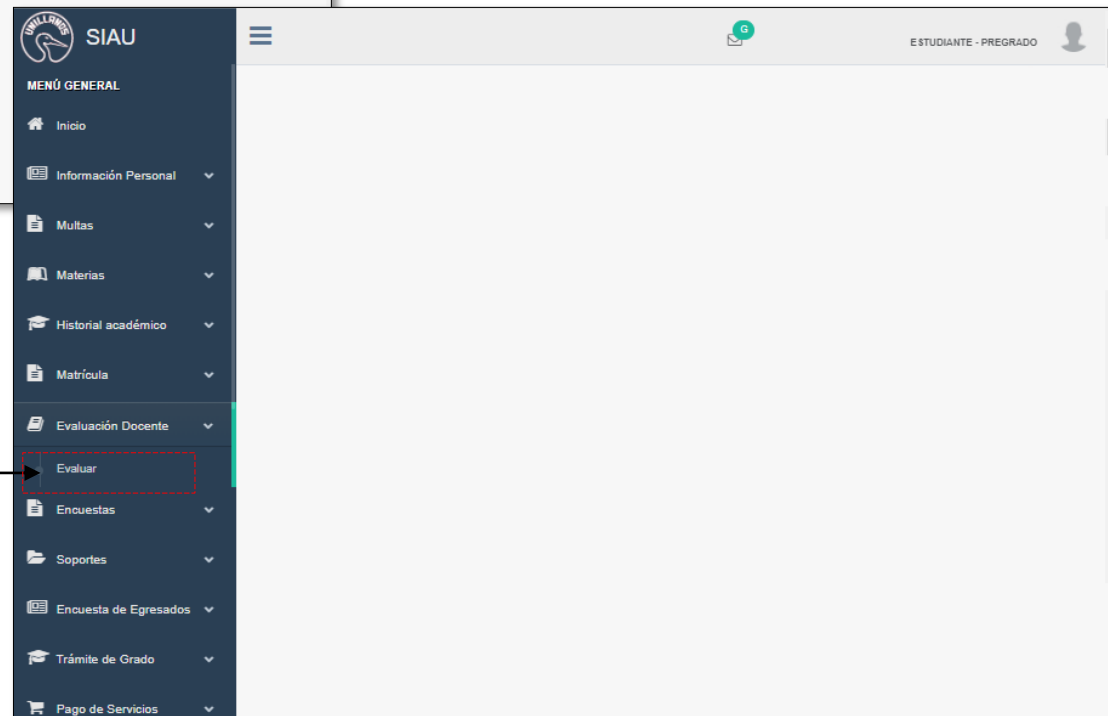 UNILLANOS
SIAU
G
ESTUDIANTE - PREGRADO
MENÚ GENERAL
Inicio
Información Personal
Multas
Materias
Historial académico
Matrícula
Evaluación Docente
Evaluar
Encuestas
Soportes
Encuesta de Egresados
Trámite de Grado
Pago de Servicios